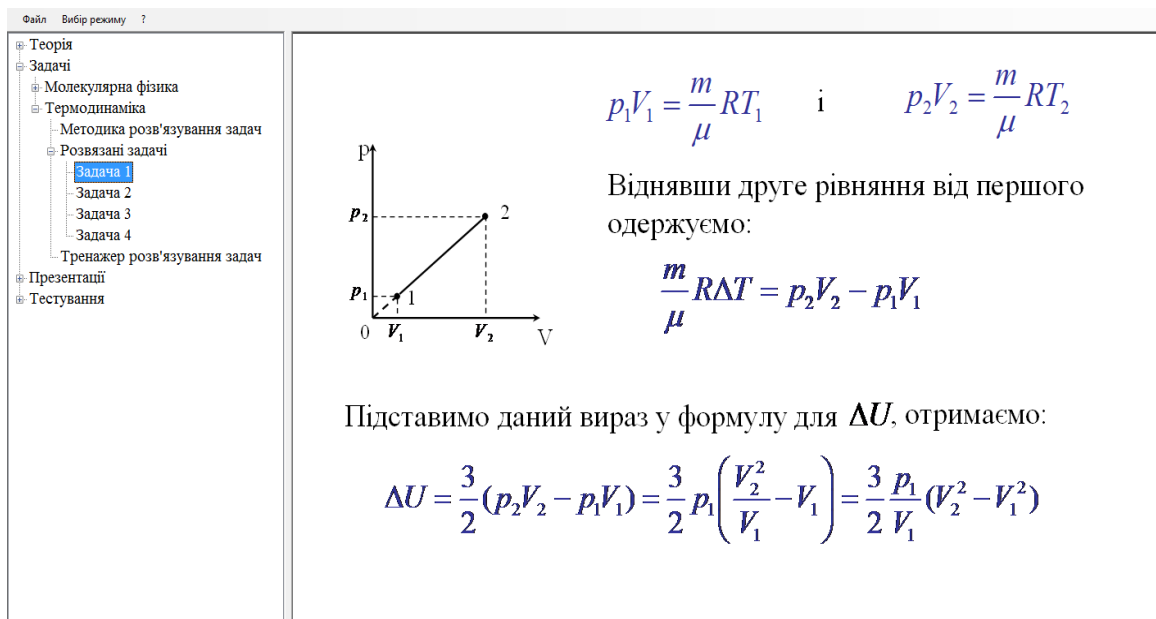 Файл Вибір режиму ?
Теорія
Задачі
Молекулярна фізика
Термодинаміка
Методика розв'язування задач
Розвязані задачі
Задача 1
Задача 2
Задача 3
Задача 4
Тренажер розв'язування задач
Презентації
Тестування
p₁V₁ = m/μ RT₁ і p₂V₂ = m/μ RT₂
Віднявши друге рівняння від першого
одержуємо:
m/μ RΔT = p₂V₂ − p₁V₁
p
p₂ 2
p₁ 1
0 V₁ V₂ V
Підставимо даний вираз у формулу для ΔU, отримаємо:
ΔU = 3/2 (p₂V₂ − p₁V₁) = 3/2 p₁(V₂²/V₁ − V₁) = 3/2 p₁/V₁ (V₂² − V₁²)